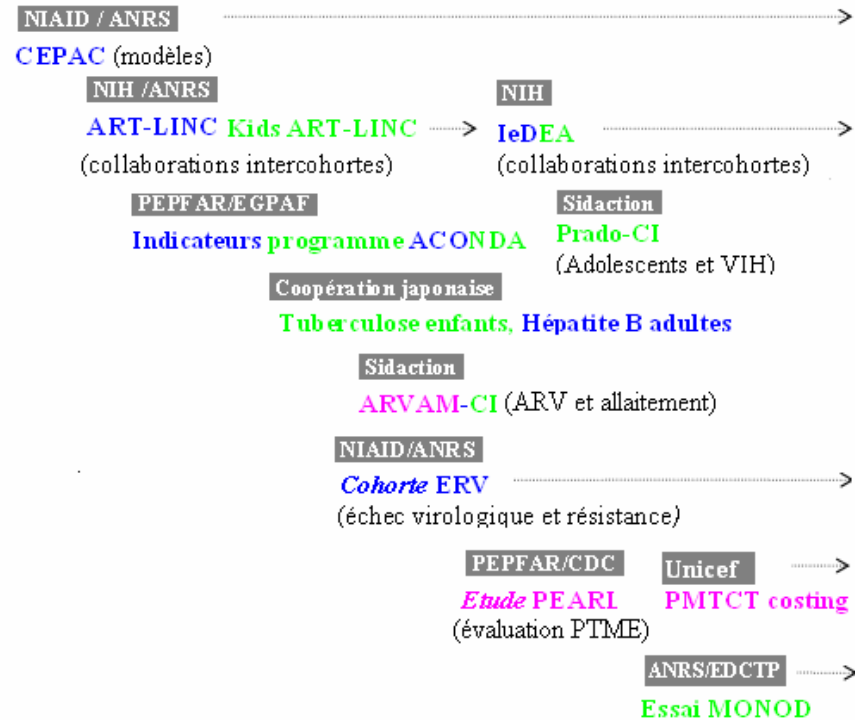 NIAID / ANRS
CEPAC (modèles)
NIH /ANRS
NIH
ART-LINC Kids ART-LINC
IeDEA
(collaborations intercohortes)
(collaborations intercohortes)
PEPFAR/EGPAF
Sidaction
Indicateurs programme ACONDA
Prado-CI
(Adolescents et VIH)
Coopération japonaise
Tuberculose enfants, Hépatite B adultes
Sidaction
ARVAM-CI (ARV et allaitement)
NIAID/ANRS
Cohorte ERV
(échec virologique et résistance)
PEPFAR/CDC
Unicef
Etude PEARL
PMTCT costing
(évaluation PTME)
ANRS/EDCTP
Essai MONOD